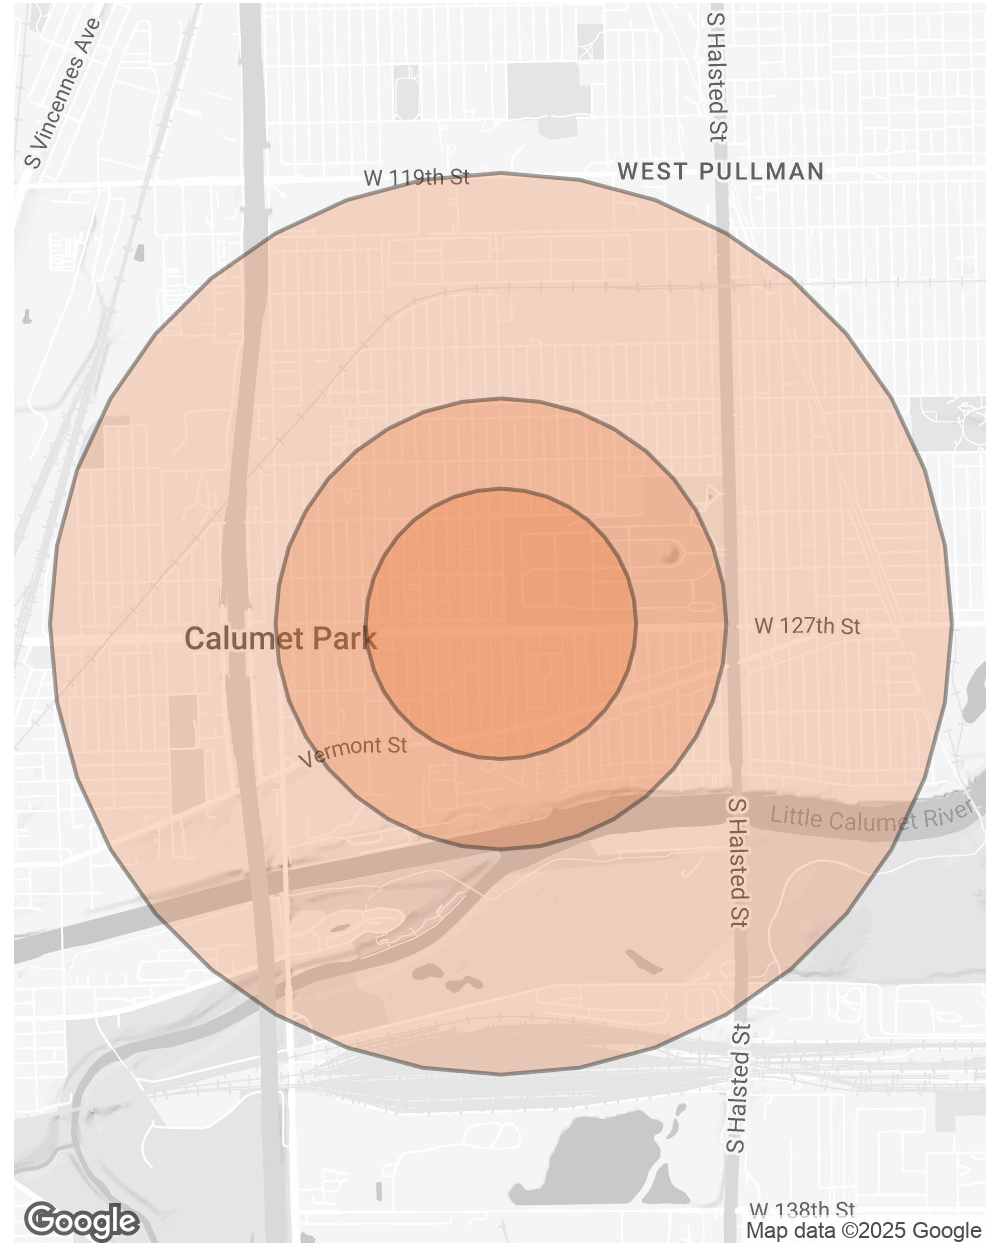 S Vincennes Ave
S Halsted St
W 119th St
WEST PULLMAN
W 127th St
Calumet Park
Vermont St
Little Calumet River
S Halsted St
S Halsted St
W 138th St
Google
Map data ©2025 Google